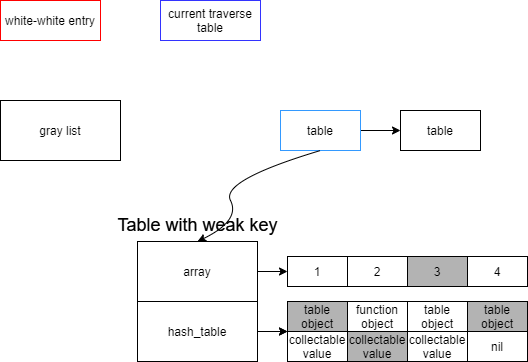 white-white entry
current traverse
table
gray list
table
table
Table with weak key
array
1
2
3
4
hash_table
table
object
function
object
table
object
table
object
collectable
value
collectable
value
collectable
value
nil